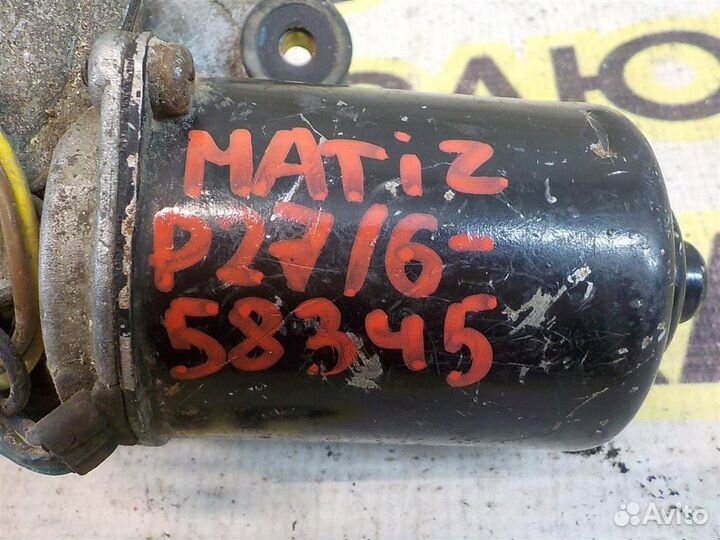 MATiZ
P27/6-
58345
Avito